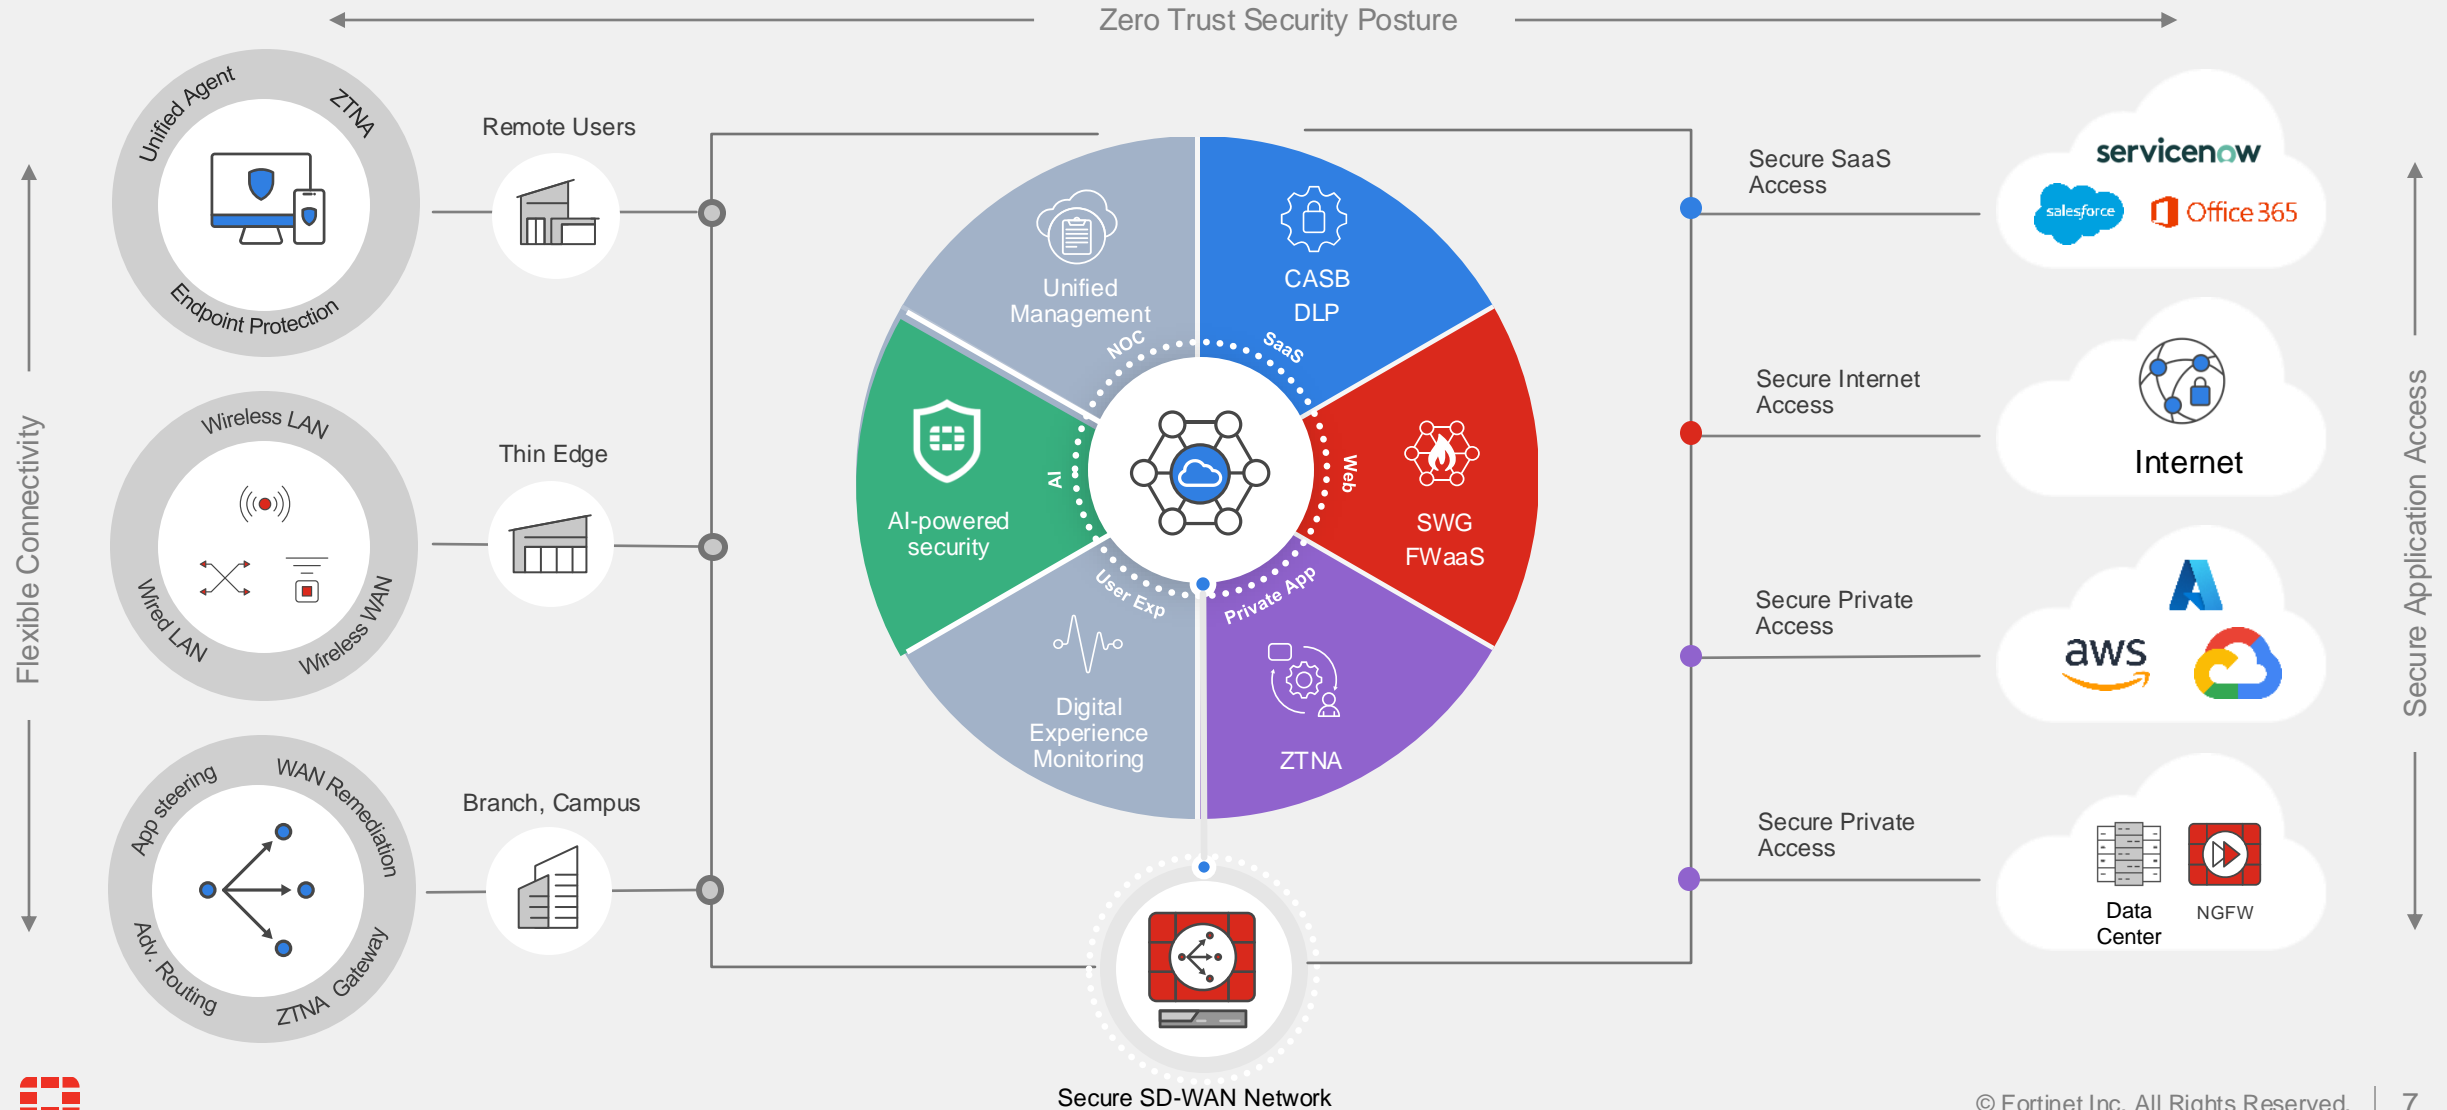 Zero Trust Security Posture
Flexible Connectivity
Unified Agent
ZTNA
Endpoint Protection
Remote Users
Wireless LAN
Wired LAN
Wireless WAN
Thin Edge
App steering
WAN Remediation
Adv. Routing
ZTNA Gateway
Branch, Campus
Unified
Management
NOC
CASB
DLP
SaaS
AI-powered
security
AI
SWG
FWaaS
Web
Digital
Experience
Monitoring
User Exp
ZTNA
Private App
Secure SD-WAN Network
Secure SaaS
Access
servicenow
salesforce
Office 365
Secure Internet
Access
Internet
Secure Private
Access
aws
Secure Private
Access
Data
Center
NGFW
Secure Application Access
© Fortinet Inc. All Rights Reserved.
7